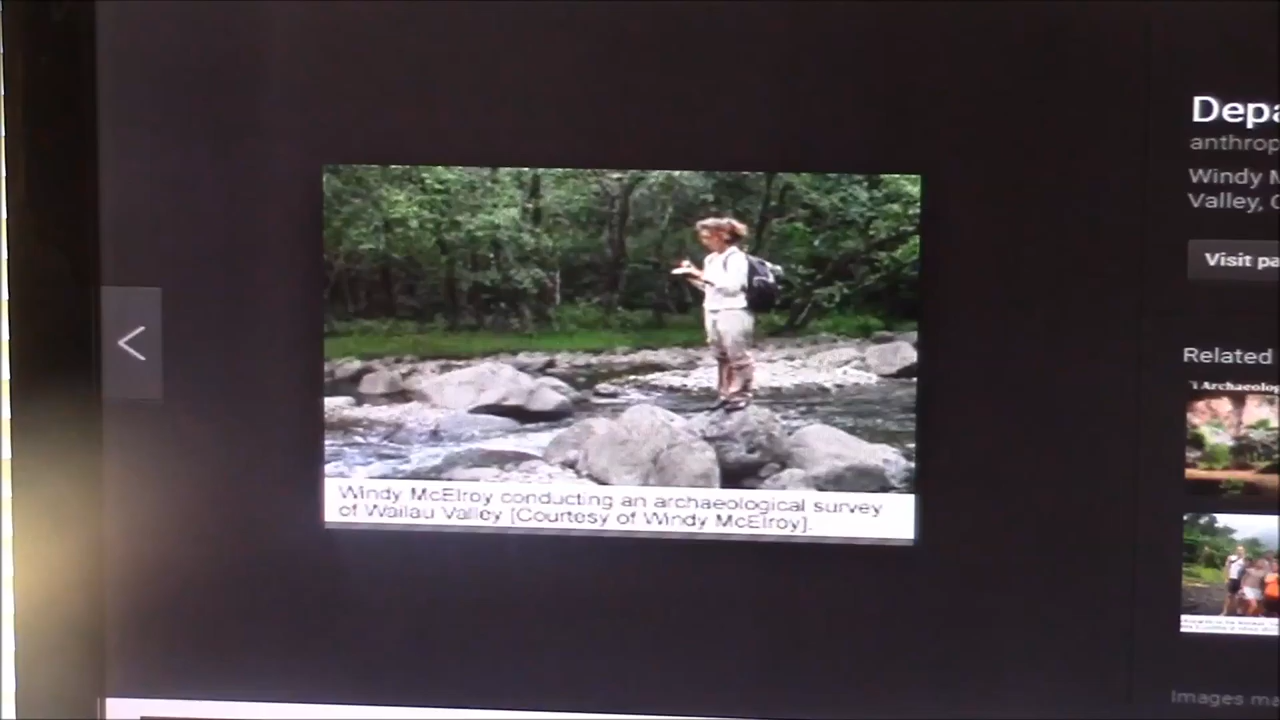 Windy McElroy conducting an archaeological survey
of Wailau Valley [Courtesy of Windy McElroy].
Depa
anthrop
Windy M
Valley, C
Visit pa
Related
'i Archaeolog
Images ma